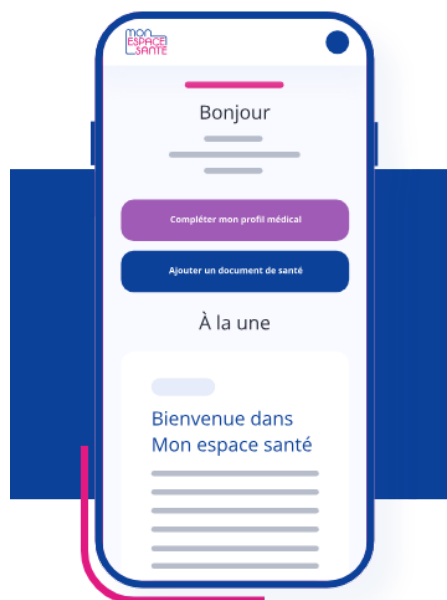 MON
ESPACE
SANTÉ
Bonjour
Compléter mon profil médical
Ajouter un document de santé
À la une
Bienvenue dans
Mon espace santé